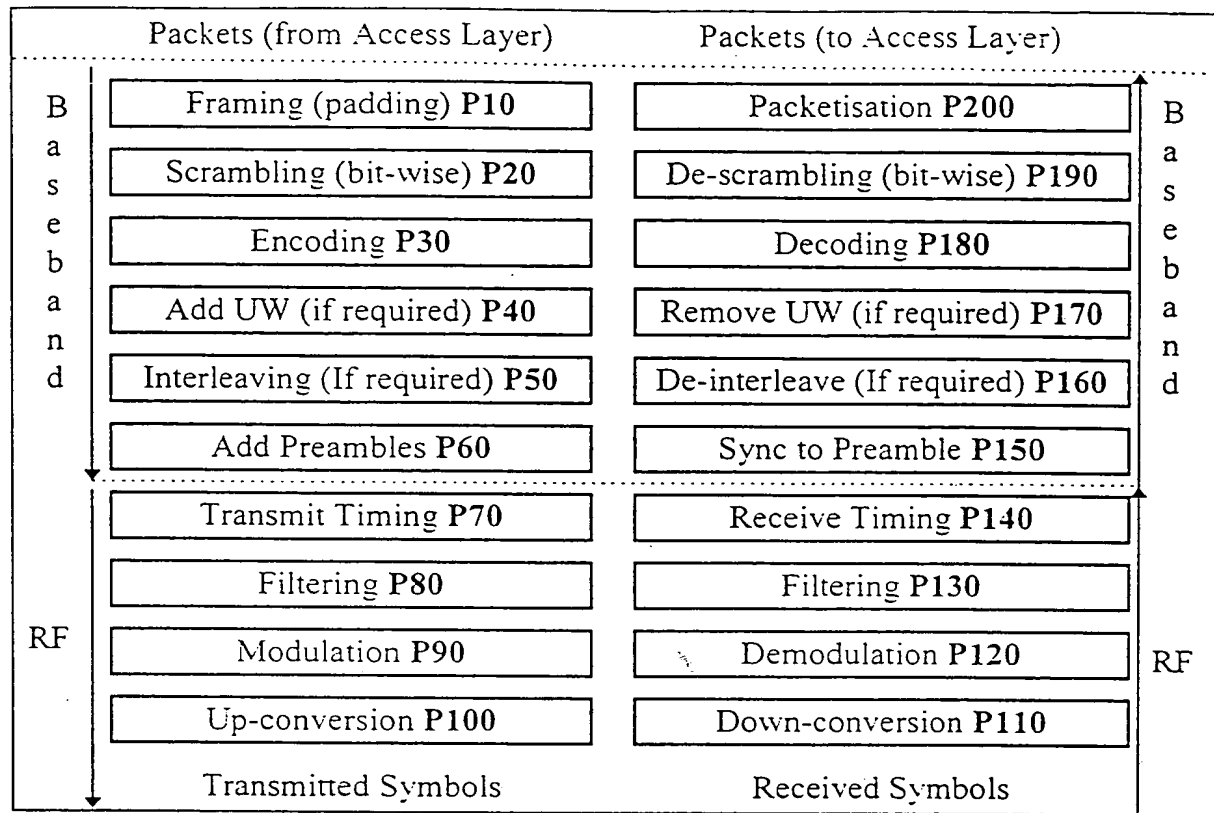 Packets (from Access Layer) Packets (to Access Layer)
Baseband
Framing (padding) P10 Packetisation P200
Baseband
Scrambling (bit-wise) P20 De-scrambling (bit-wise) P190
Encoding P30 Decoding P180
Add UW (if required) P40 Remove UW (if required) P170
Interleaving (If required) P50 De-interleave (If required) P160
Add Preambles P60 Sync to Preamble P150
Transmit Timing P70 Receive Timing P140
Filtering P80 Filtering P130
RF Modulation P90 Demodulation P120 RF
Up-conversion P100 Down-conversion P110
Transmitted Symbols Received Symbols